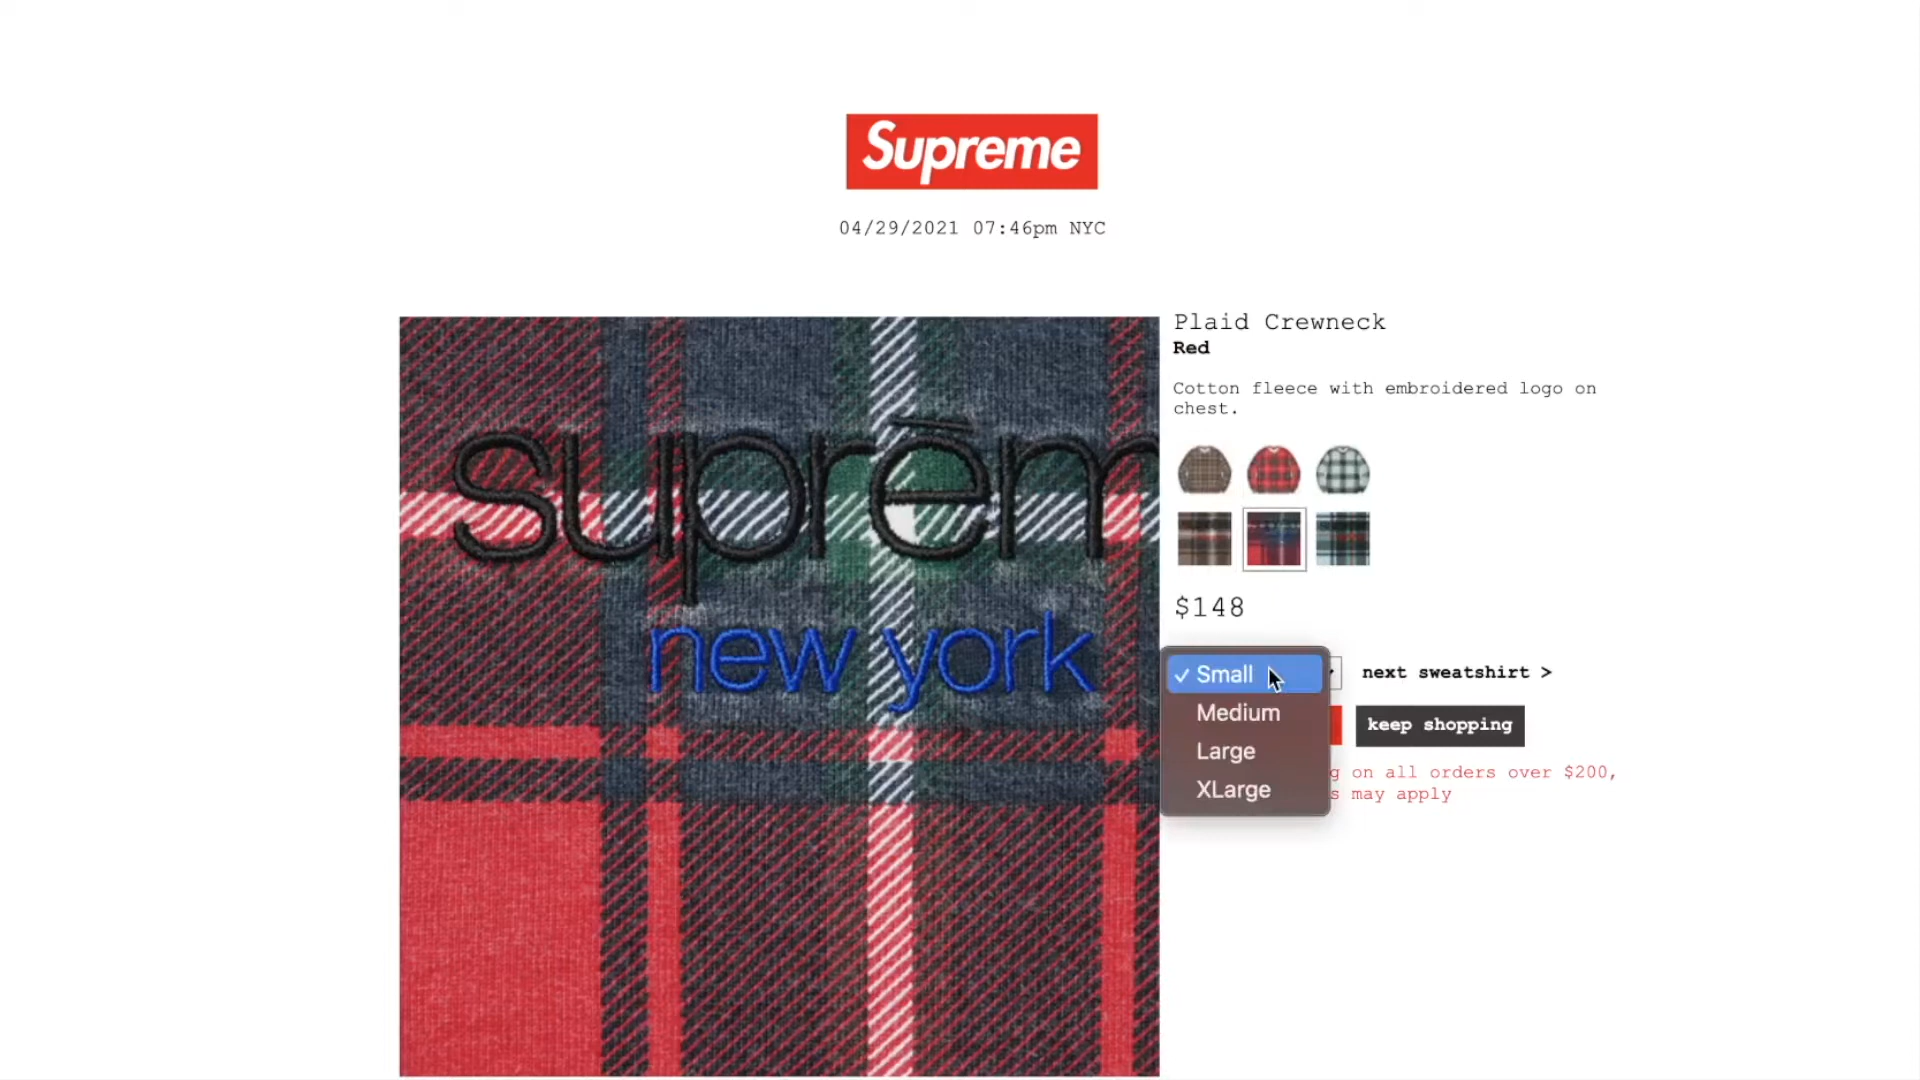 Supreme
04/29/2021 07:46pm NYC
Plaid Crewneck
Red
Cotton fleece with embroidered logo on
chest.
suprēm
new york
$148
✓ Small
Medium
Large
XLarge
next sweatshirt >
keep shopping
on all orders over $200,
may apply